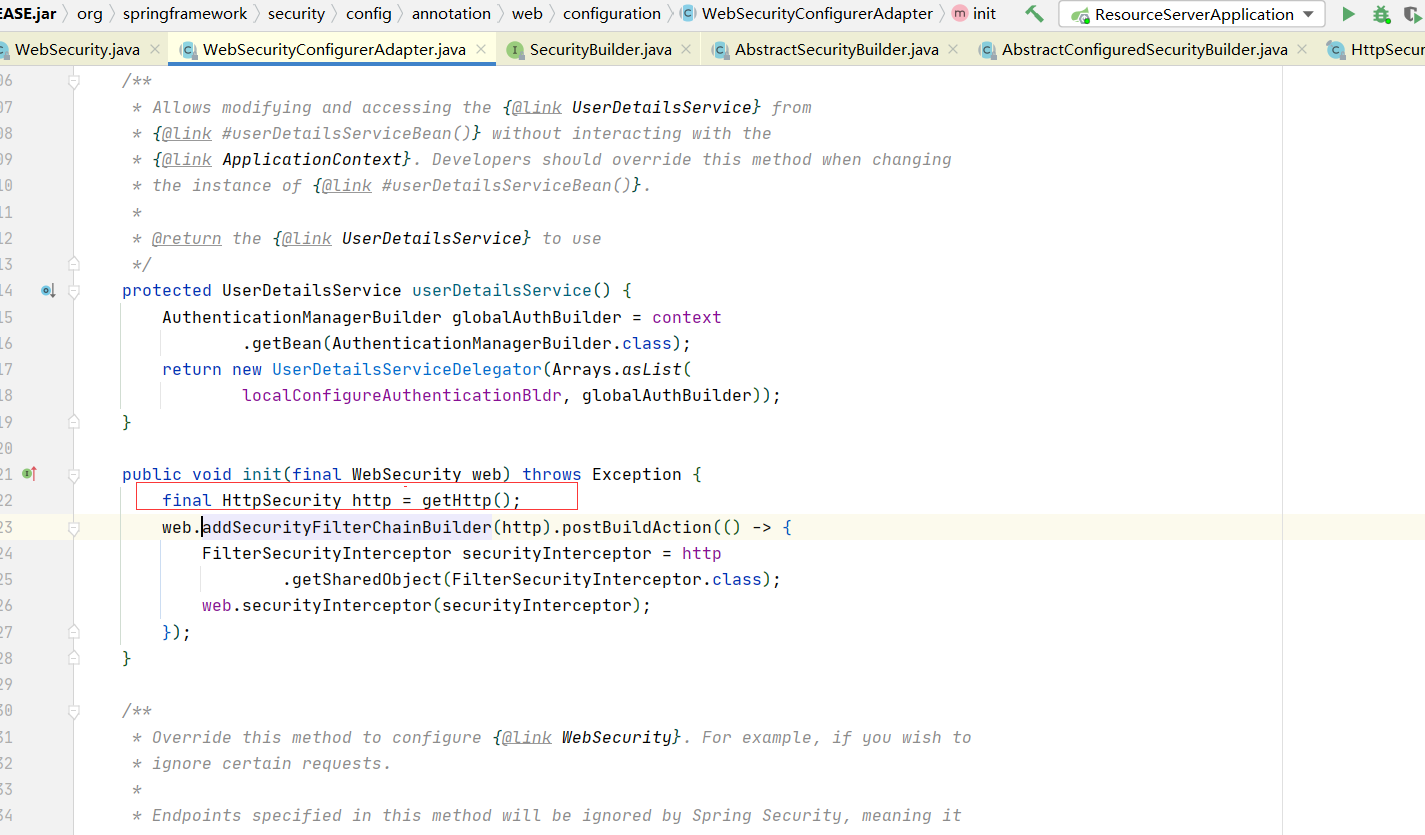 EASE.jar › org › springframework › security › config › annotation › web › configuration › WebSecurityConfigurerAdapter › init ResourceServerApplication
WebSecurity.java WebSecurityConfigurerAdapter.java SecurityBuilder.java AbstractSecurityBuilder.java AbstractConfiguredSecurityBuilder.java HttpSecur
06 /**
07 * Allows modifying and accessing the {@link UserDetailsService} from
08 * {@link #userDetailsServiceBean()} without interacting with the
09 * {@link ApplicationContext}. Developers should override this method when changing
10 * the instance of {@link #userDetailsServiceBean()}.
11 *
12 * @return the {@link UserDetailsService} to use
13 */
14 protected UserDetailsService userDetailsService() {
15 AuthenticationManagerBuilder globalAuthBuilder = context
16 .getBean(AuthenticationManagerBuilder.class);
17 return new UserDetailsServiceDelegator(Arrays.asList(
18 localConfigureAuthenticationBldr, globalAuthBuilder));
19 }
20
21 public void init(final WebSecurity web) throws Exception {
22 final HttpSecurity http = getHttp();
23 web.addSecurityFilterChainBuilder(http).postBuildAction(() -> {
24 FilterSecurityInterceptor securityInterceptor = http
25 .getSharedObject(FilterSecurityInterceptor.class);
26 web.securityInterceptor(securityInterceptor);
27 });
28 }
29
30 /**
31 * Override this method to configure {@link WebSecurity}. For example, if you wish to
32 * ignore certain requests.
33 *
34 * Endpoints specified in this method will be ignored by Spring Security, meaning it